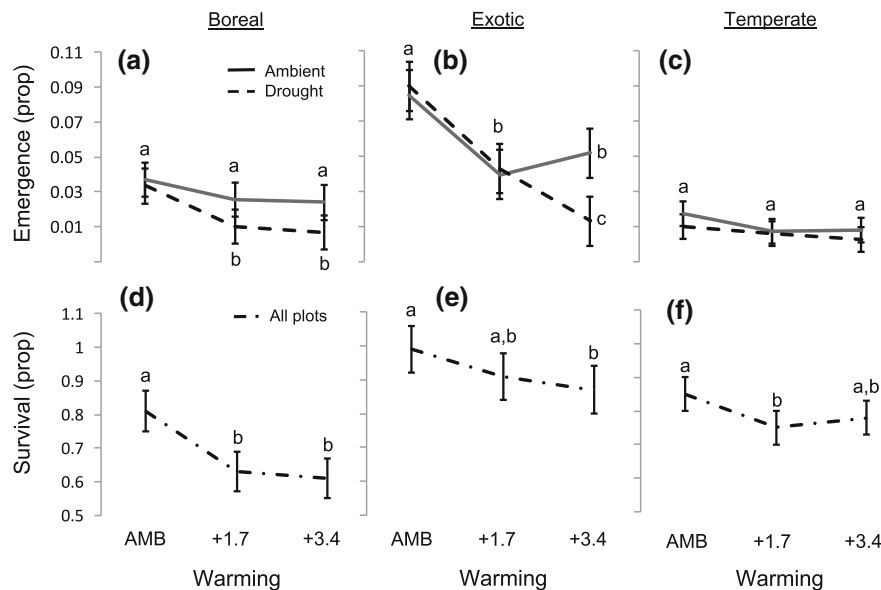 Boreal
Exotic
Temperate
Emergence (prop)
0.11
0.09
0.07
0.05
0.03
0.01
(a)
Ambient
Drought
a
a
a
b
b
(b)
a
b
b
c
(c)
a
a
a
Survival (prop)
1.1
1
0.9
0.8
0.7
0.6
0.5
(d)
All plots
a
b
b
(e)
a
a,b
b
(f)
a
b
a,b
AMB
+1.7
+3.4
AMB
+1.7
+3.4
AMB
+1.7
+3.4
Warming
Warming
Warming